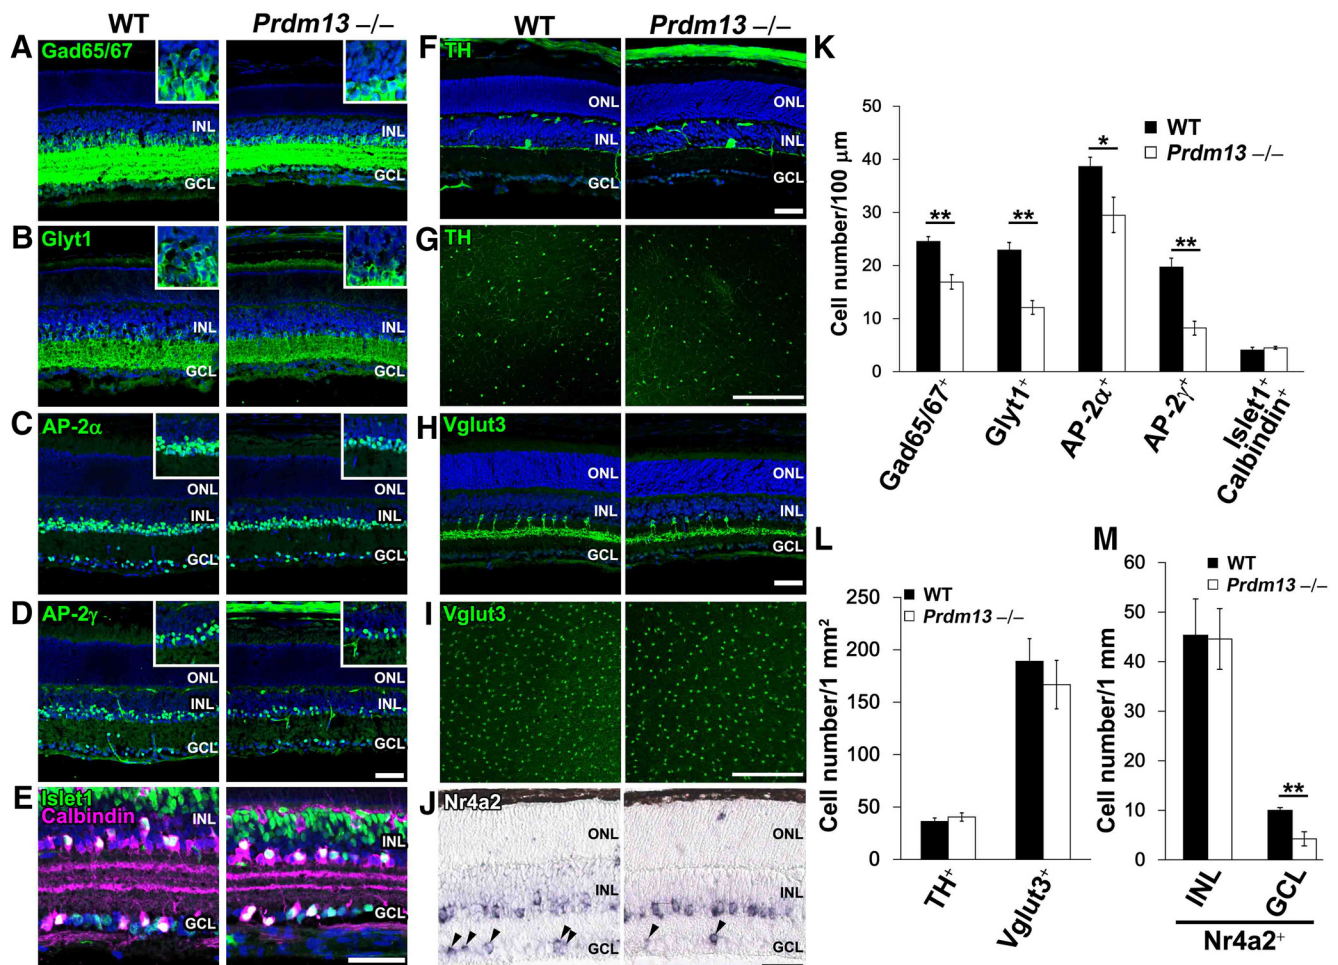 WT
Prdm13 –/–
A
Gad65/67
INL
GCL
B
Glyt1
INL
GCL
C
AP-2α
ONL
INL
GCL
D
AP-2γ
ONL
INL
GCL
E
Islet1
Calbindin
INL
GCL
INL
GCL
INL
GCL
ONL
INL
GCL
ONL
INL
GCL
INL
GCL
WT
Prdm13 –/–
F
TH
ONL
INL
GCL
ONL
INL
GCL
G
TH
H
Vglut3
ONL
INL
GCL
ONL
INL
GCL
I
Vglut3
J
Nr4a2
ONL
INL
GCL
ONL
INL
GCL
K
Cell number/100 μm
50
40
30
20
10
0
WT
Prdm13 –/–
**
**
*
**
Gad65/67+
Glyt1+
AP-2α+
AP-2γ+
Islet1+
Calbindin+
L
Cell number/1 mm²
250
200
150
100
50
0
WT
Prdm13 –/–
TH+
Vglut3+
M
Cell number/1 mm
60
50
40
30
20
10
0
WT
Prdm13 –/–
**
INL
GCL
Nr4a2+